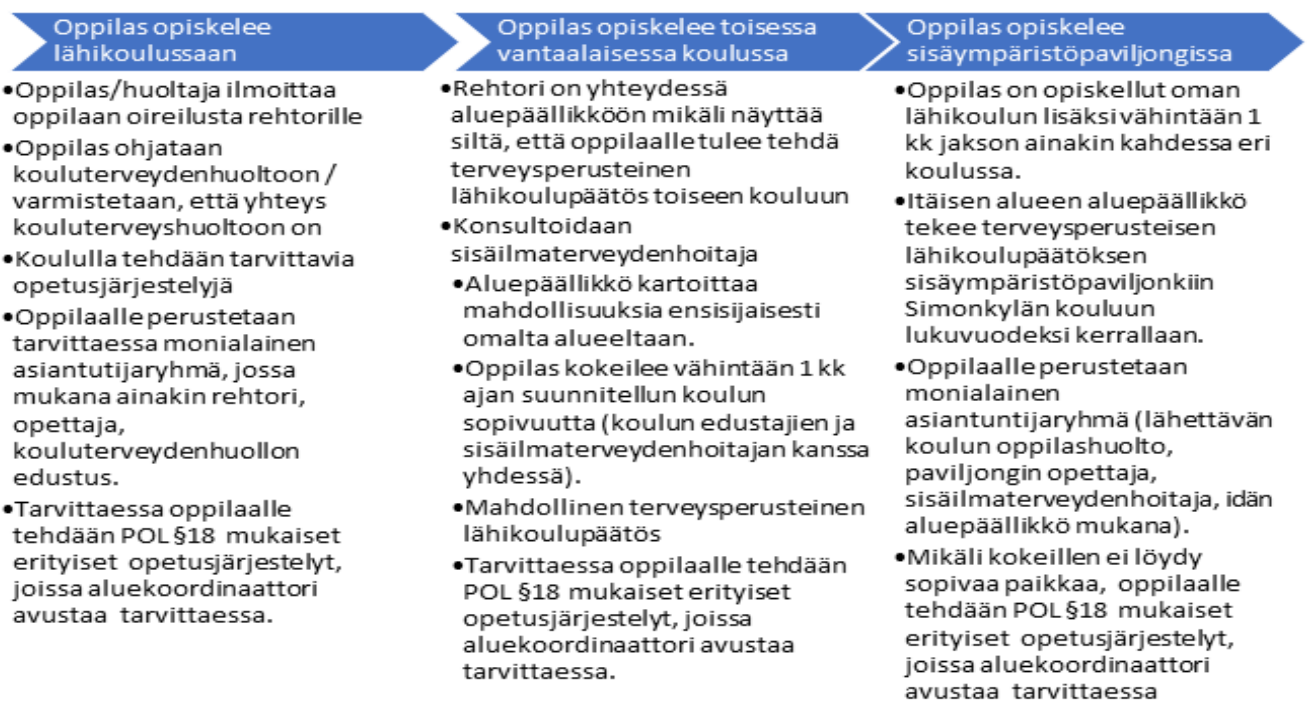 Oppilas opiskelee
lähikoulussaan
•Oppilas/huoltaja ilmoittaa
oppilaan oireilusta rehtorille
•Oppilas ohjataan
kouluterveydenhuoltoon /
varmistetaan, että yhteys
kouluterveyshuoltoon on
•Koululla tehdään tarvittavia
opetusjärjestelyjä
•Oppilaalle perustetaan
tarvittaessa monialainen
asiantutijaryhmä, jossa
mukana ainakin rehtori,
opettaja,
kouluterveydenhuollon
edustus.
•Tarvittaessa oppilaalle
tehdään POL §18 mukaiset
erityiset opetusjärjestelyt,
joissa aluekoordinaattori
avustaa tarvittaessa.
Oppilas opiskelee toisessa
vantaalaisessa koulussa
•Rehtori on yhteydessä
aluepäällikköön mikäli näyttää
siltä, että oppilaalle tulee tehdä
terveysperusteinen
lähikoulupäätös toiseen kouluun
•Konsultoidaan
sisäilmaterveydenhoitaja
•Aluepäällikkö kartoittaa
mahdollisuuksia ensisijaisesti
omalta alueeltaan.
•Oppilas kokeilee vähintään 1 kk
ajan suunnitellun koulun
sopivuutta (koulun edustajien ja
sisäilmaterveydenhoitajan kanssa
yhdessä).
•Mahdollinen terveysperusteinen
lähikoulupäätös
•Tarvittaessa oppilaalle tehdään
POL §18 mukaiset erityiset
opetusjärjestelyt, joissa
aluekoordinaattori avustaa
tarvittaessa.
Oppilas opiskelee
sisäympäristöpaviljongissa
•Oppilas on opiskellut oman
lähikoulun lisäksi vähintään 1
kk jakson ainakin kahdessa eri
koulussa.
•Itäisen alueen aluepäällikkö
tekee terveysperusteisen
lähikoulupäätöksen
sisäympäristöpaviljonkiin
Simonkylän kouluun
lukuvuodeksi kerrallaan.
•Oppilaalle perustetaan
monialainen
asiantuntijaryhmä (lähettävän
koulun oppilashuolto,
paviljongin opettaja,
sisäilmaterveydenhoitaja, idän
aluepäällikkö mukana).
•Mikäli kokeillen ei löydy
sopivaa paikkaa, oppilaalle
tehdään POL §18 mukaiset
erityiset opetusjärjestelyt,
joissa aluekoordinaattori
avustaa tarvittaessa